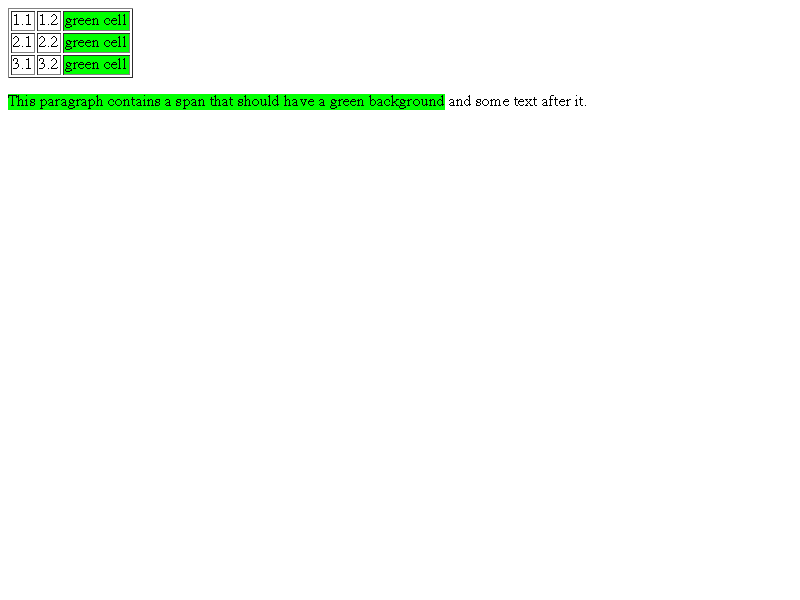 1.1 1.2 green cell
2.1 2.2 green cell
3.1 3.2 green cell
This paragraph contains a span that should have a green background and some text after it.